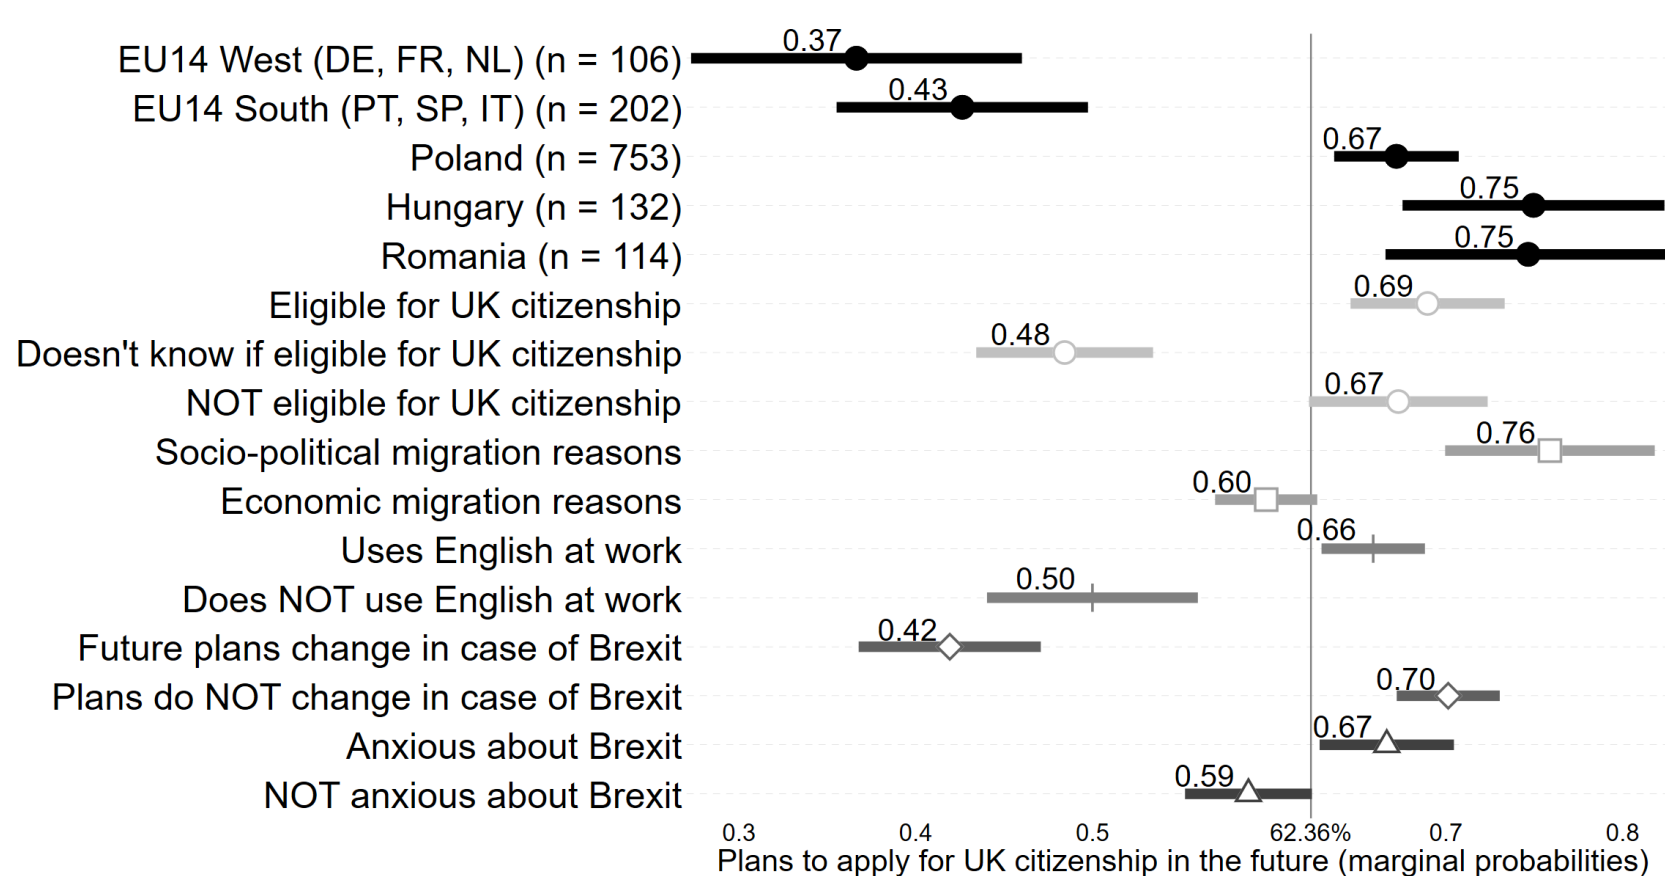 EU14 West (DE, FR, NL) (n = 106) 0.37
EU14 South (PT, SP, IT) (n = 202) 0.43
Poland (n = 753) 0.67
Hungary (n = 132) 0.75
Romania (n = 114) 0.75
Eligible for UK citizenship 0.69
Doesn't know if eligible for UK citizenship 0.48
NOT eligible for UK citizenship 0.67
Socio-political migration reasons 0.76
Economic migration reasons 0.60
Uses English at work 0.66
Does NOT use English at work 0.50
Future plans change in case of Brexit 0.42
Plans do NOT change in case of Brexit 0.70
Anxious about Brexit 0.67
NOT anxious about Brexit 0.59
0.3 0.4 0.5 62.36% 0.7 0.8
Plans to apply for UK citizenship in the future (marginal probabilities)